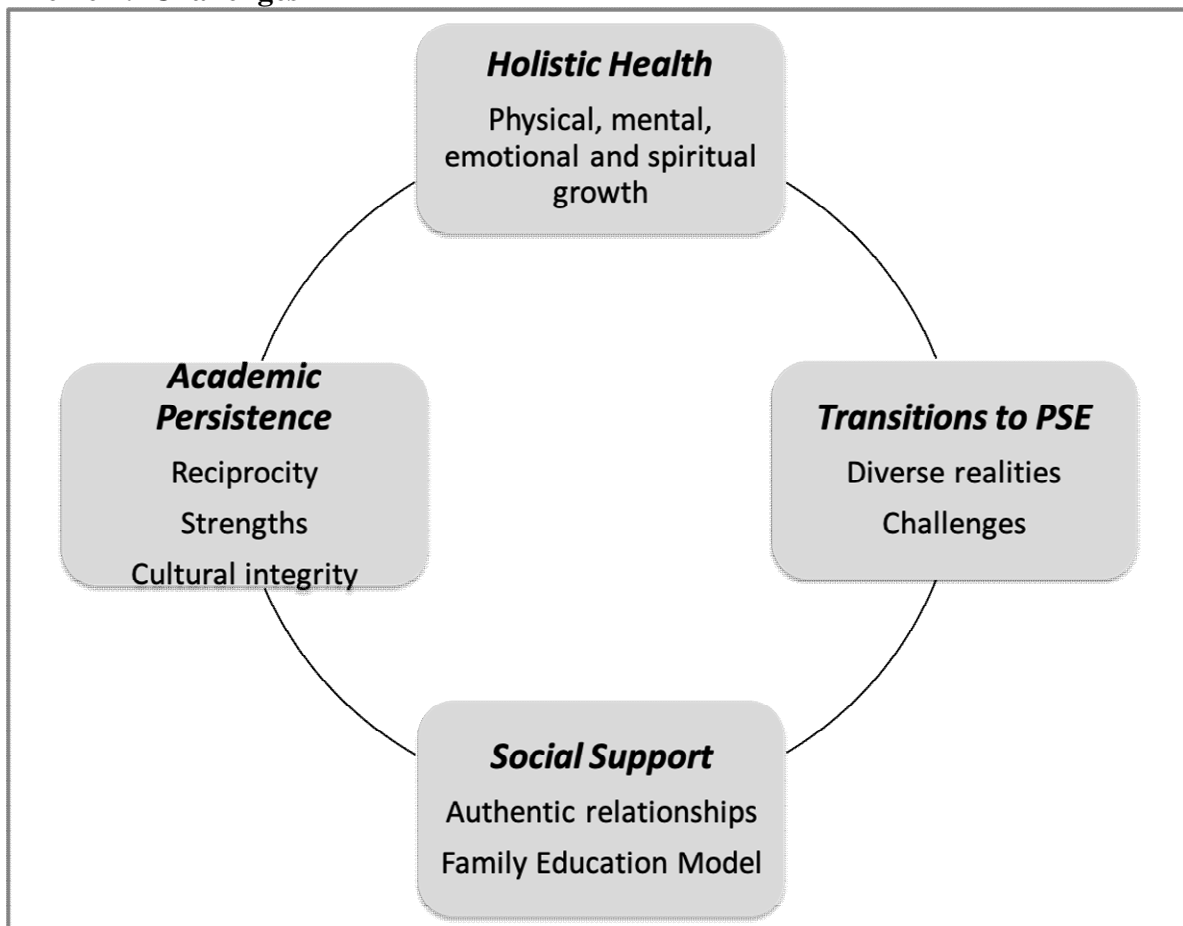 Holistic Health
Physical, mental,
emotional and spiritual
growth
Academic
Persistence
Reciprocity
Strengths
Cultural integrity
Transitions to PSE
Diverse realities
Challenges
Social Support
Authentic relationships
Family Education Model